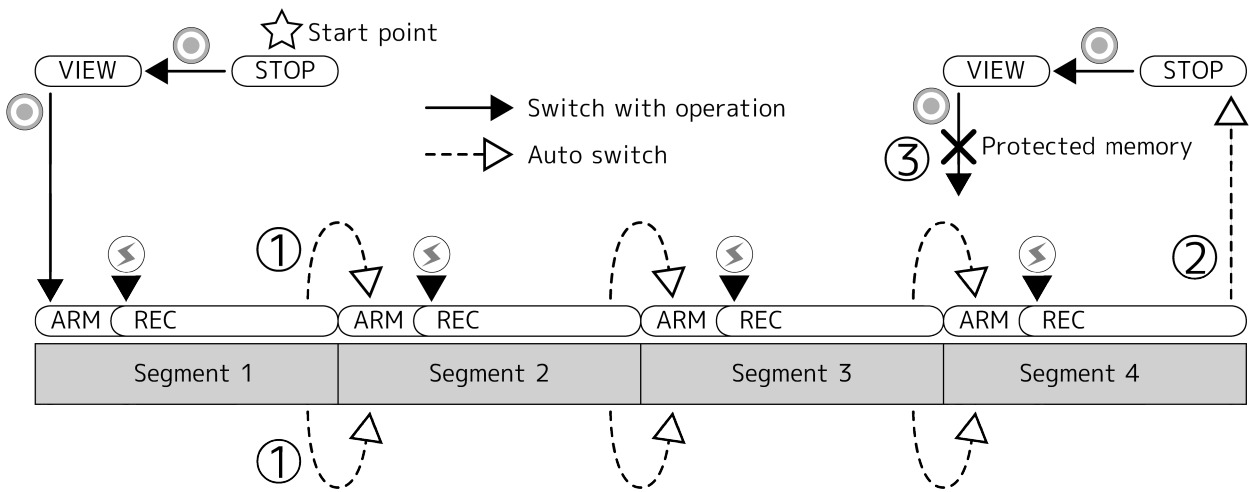 Start point
VIEW
STOP
VIEW
STOP
Switch with operation
Auto switch
③
Protected memory
①
②
ARM
REC
ARM
REC
ARM
REC
ARM
REC
Segment 1
Segment 2
Segment 3
Segment 4
①